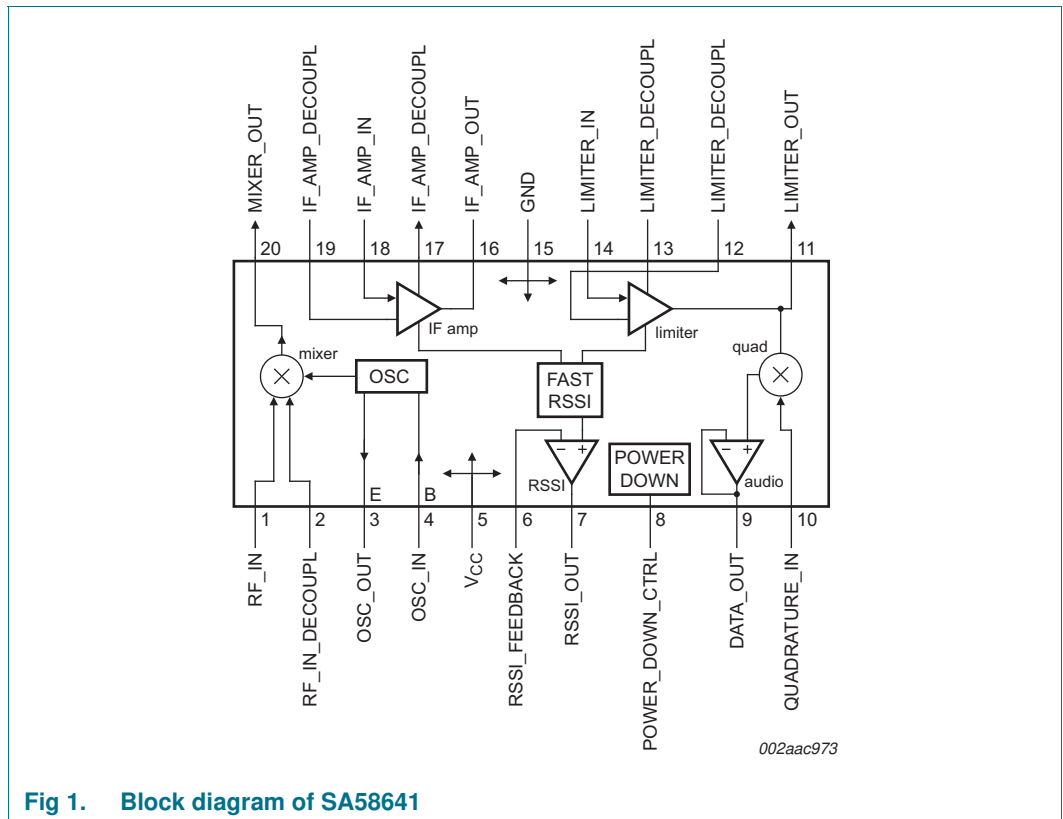 MIXER_OUT
IF_AMP_DECOUPL
IF_AMP_IN
IF_AMP_DECOUPL
IF_AMP_OUT
GND
LIMITER_IN
LIMITER_DECOUPL
LIMITER_DECOUPL
LIMITER_OUT
20 19 18 17 16 15 14 13 12 11
IF amp
limiter
mixer
quad
OSC
FAST
RSSI
− +
RSSI
POWER
DOWN
− +
audio
E B
1 2 3 4 5 6 7 8 9 10
RF_IN
RF_IN_DECOUPL
OSC_OUT
OSC_IN
VCC
RSSI_FEEDBACK
RSSI_OUT
POWER_DOWN_CTRL
DATA_OUT
QUADRATURE_IN
002aac973
Fig 1. Block diagram of SA58641